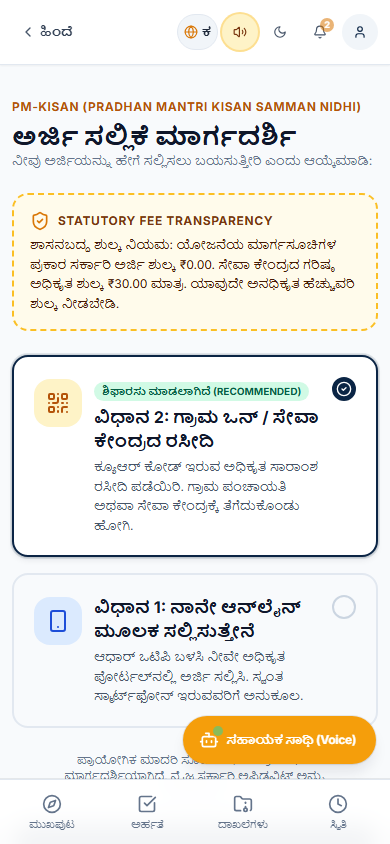 ಹಿಂದೆ
ಕ
2
PM-KISAN (PRADHAN MANTRI KISAN SAMMAN NIDHI)
ಅರ್ಜಿ ಸಲ್ಲಿಕೆ ಮಾರ್ಗದರ್ಶಿ
ನೀವು ಅರ್ಜಿಯನ್ನು ಹೇಗೆ ಸಲ್ಲಿಸಲು ಬಯಸುತ್ತೀರಿ ಎಂದು ಆಯ್ಕೆಮಾಡಿ:
STATUTORY FEE TRANSPARENCY
ಶಾಸನಬದ್ಧ ಶುಲ್ಕ ನಿಯಮ: ಯೋಜನೆಯ ಮಾರ್ಗಸೂಚಿಗಳ
ಪ್ರಕಾರ ಸರ್ಕಾರಿ ಅರ್ಜಿ ಶುಲ್ಕ ₹0.00. ಸೇವಾ ಕೇಂದ್ರದ ಗರಿಷ್ಠ
ಅಧಿಕೃತ ಶುಲ್ಕ ₹30.00 ಮಾತ್ರ. ಯಾವುದೇ ಅನಧಿಕೃತ ಹೆಚ್ಚುವರಿ
ಶುಲ್ಕ ನೀಡಬೇಡಿ.
ಶಿಫಾರಸು ಮಾಡಲಾಗಿದೆ (RECOMMENDED)
ವಿಧಾನ 2: ಗ್ರಾಮ ಒನ್ / ಸೇವಾ
ಕೇಂದ್ರದ ರಸೀದಿ
ಕ್ಯೂಆರ್ ಕೋಡ್ ಇರುವ ಅಧಿಕೃತ ಸಾರಾಂಶ
ರಸೀದಿ ಪಡೆಯಿರಿ. ಗ್ರಾಮ ಪಂಚಾಯತಿ
ಅಥವಾ ಸೇವಾ ಕೇಂದ್ರಕ್ಕೆ ತೆಗೆದುಕೊಂಡು
ಹೋಗಿ.
ವಿಧಾನ 1: ನಾನೇ ಆನ್‌ಲೈನ್
ಮೂಲಕ ಸಲ್ಲಿಸುತ್ತೇನೆ
ಆಧಾರ್ ಒಟಿಪಿ ಬಳಸಿ ನೀವೇ ಅಧಿಕೃತ
ಪೋರ್ಟಲ್‌ನಲ್ಲಿ ಅರ್ಜಿ ಸಲ್ಲಿಸಿ. ಸ್ವಂತ
ಸ್ಮಾರ್ಟ್‌ಫೋನ್ ಇರುವವರಿಗೆ ಅನುಕೂಲ.
ಸಹಾಯಕ ಸಾಥಿ (Voice)
ಪ್ರಾಯೋಗಿಕ ಮಾದರಿ
ಮುಖಪುಟ
ಅರ್ಹತೆ
ದಾಖಲೆಗಳು
ಸ್ಥಿತಿ